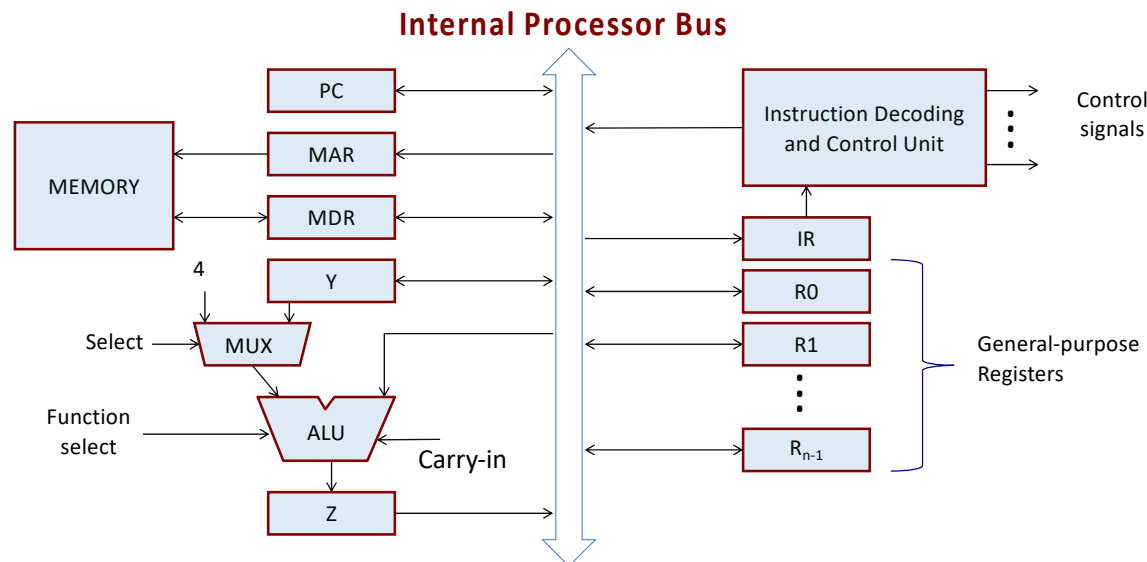 Internal Processor Bus
PC
MAR
MEMORY
MDR
4
Y
Select
MUX
Function
select
ALU
Carry-in
Z
Instruction Decoding
and Control Unit
Control
signals
IR
R0
R1
General-purpose
Registers
Rn-1